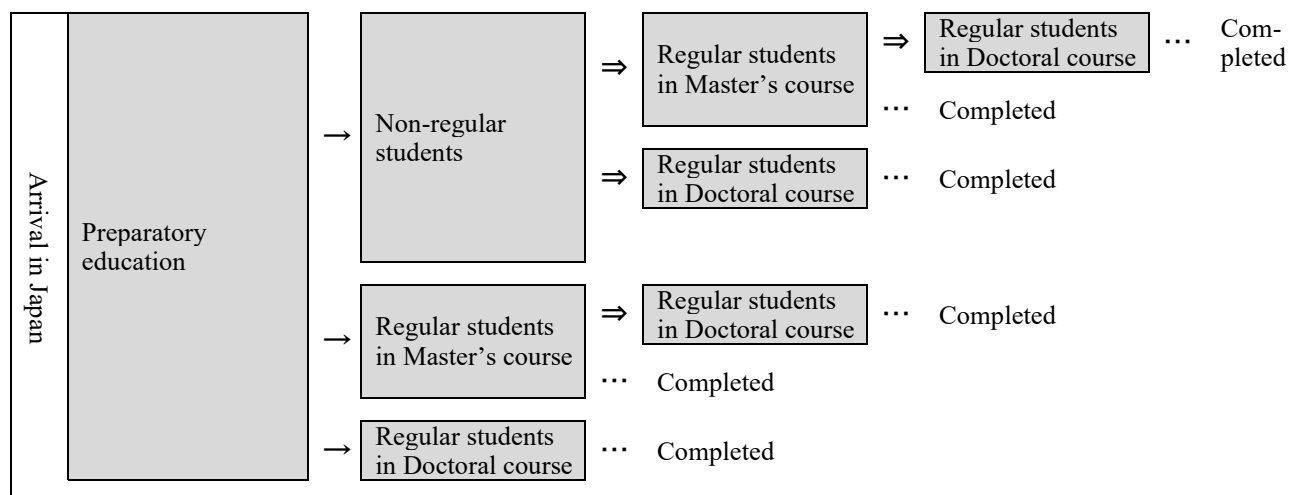 Arrival in Japan
Preparatory
education
→
Non-regular
students
⇒
Regular students
in Master’s course
⇒
Regular students
in Doctoral course
… Com-
pleted
… Completed
⇒
Regular students
in Doctoral course
… Completed
→
Regular students
in Master’s course
⇒
Regular students
in Doctoral course
… Completed
… Completed
→
Regular students
in Doctoral course
… Completed